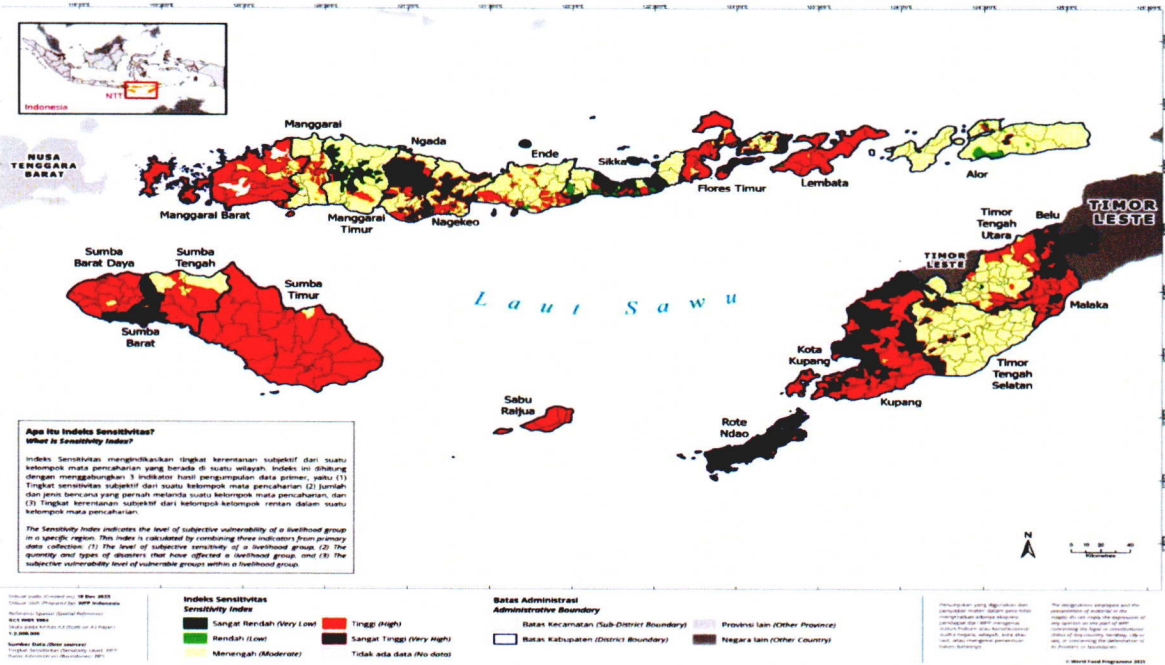 Indonesia
NTT
NUSA
TENGGARA
BARAT
Manggarai
Ngada
Ende
Sikka
Flores Timur
Lembata
Alor
Manggarai Barat
Manggarai
Timur
Nagekeo
TIMOR
LESTE
Timor
Tengah
Utara
Belu
TIMOR
LESTE
Malaka
Sumba
Barat Daya
Sumba
Tengah
Sumba
Timur
Sumba
Barat
Laut Sawu
Kota
Kupang
Timor
Tengah
Selatan
Kupang
Sabu
Raijua
Rote
Ndao
Apa itu Indeks Sensitivitas?
What is Sensitivity Index?
Indeks Sensitivitas mengindikasikan tingkat kerentanan subjektif dari suatu
kelompok mata pencaharian yang berada di suatu wilayah. Indeks ini dihitung
dengan menggabungkan 3 indikator hasil pengumpulan data primer, yaitu (1)
Tingkat sensitivitas subjektif dari suatu kelompok mata pencaharian (2) Jumlah
dan jenis bencana yang pernah melanda suatu kelompok mata pencaharian, dan
(3) Tingkat kerentanan subjektif dari kelompok-kelompok rentan dalam suatu
kelompok mata pencaharian.
The Sensitivity Index indicates the level of subjective vulnerability of a livelihood group
in a specific region. This index is calculated by combining three indicators from primary
data collection: (1) The level of subjective sensitivity of a livelihood group, (2) The
quantity and types of disasters that have affected a livelihood group, and (3) The
subjective vulnerability level of vulnerable groups within a livelihood group.
N
Indeks Sensitivitas
Sensitivity Index
Sangat Rendah (Very Low)
Rendah (Low)
Menengah (Moderate)
Tinggi (High)
Sangat Tinggi (Very High)
Tidak ada data (No data)
Batas Administrasi
Administrative Boundary
Batas Kecamatan (Sub-District Boundary)
Batas Kabupaten (District Boundary)
Provinsi lain (Other Province)
Negara lain (Other Country)